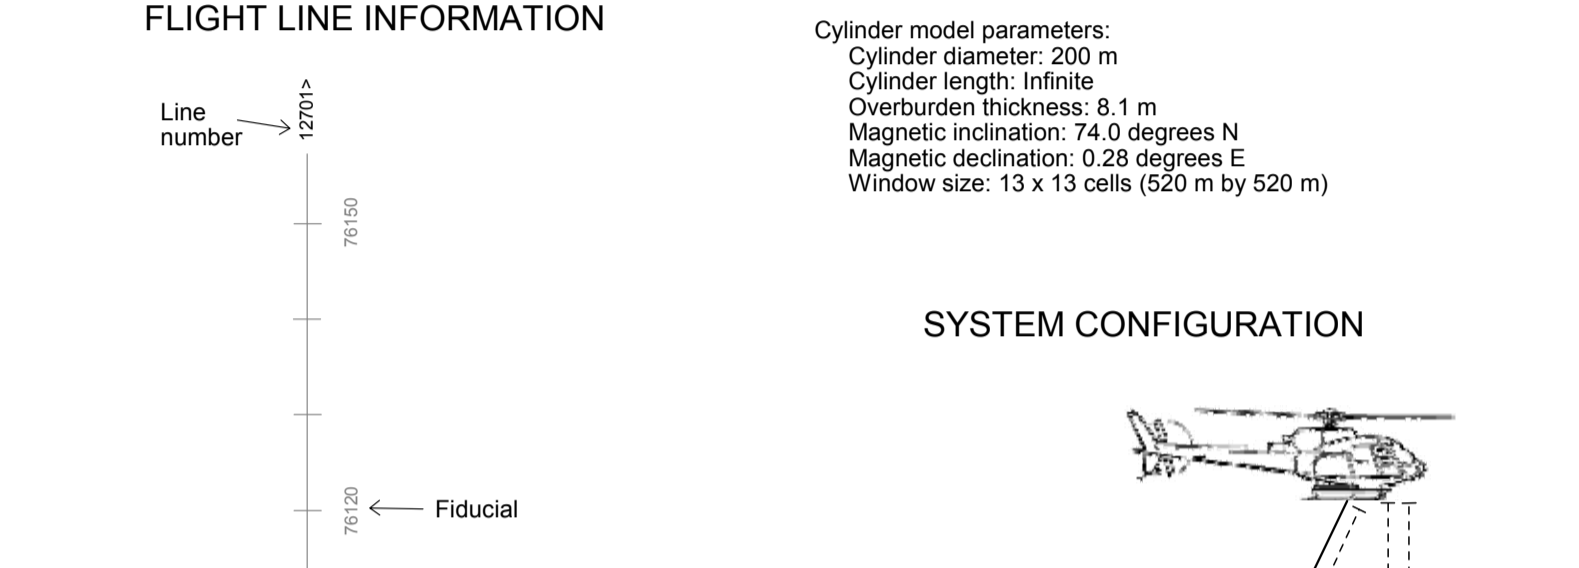 FLIGHT LINE INFORMATION
12701>
Line
number
76150
76120
Fiducial
Cylinder model parameters:
Cylinder diameter: 200 m
Cylinder length: Infinite
Overburden thickness: 8.1 m
Magnetic inclination: 74.0 degrees N
Magnetic declination: 0.28 degrees E
Window size: 13 x 13 cells (520 m by 520 m)
SYSTEM CONFIGURATION